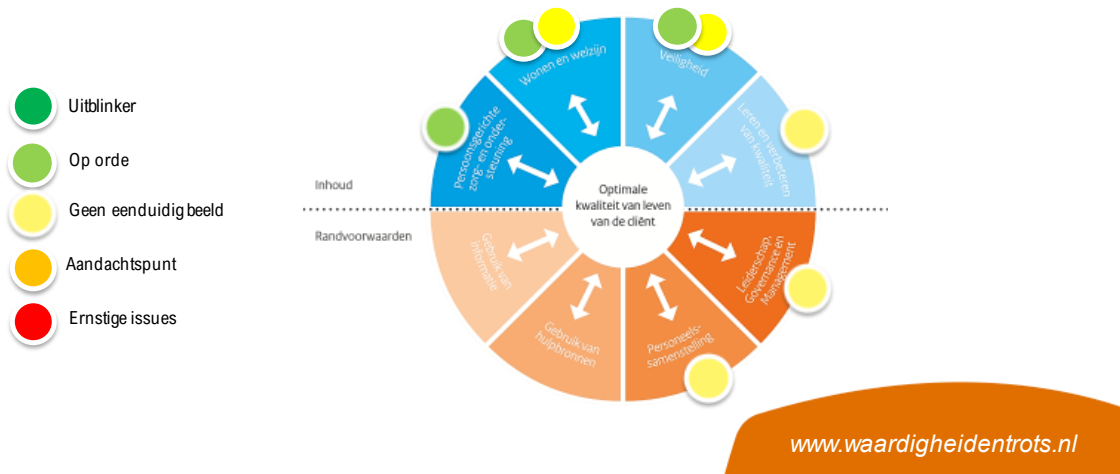 Uitblinker
Op orde
Geen eenduidig beeld
Aandachtspunt
Ernstige issues
Inhoud
Randvoorwaarden
Persoonsgerichte
zorg- en onder-
steuning
Wonen en welzijn
Veiligheid
Leren en verbeteren
van kwaliteit
Optimale
kwaliteit van leven
van de cliënt
Gebruik van
informatie
Gebruik van
hulpbronnen
Personeels-
samenstelling
Leiderschap,
Governance en
Management
www.waardigheidentrots.nl